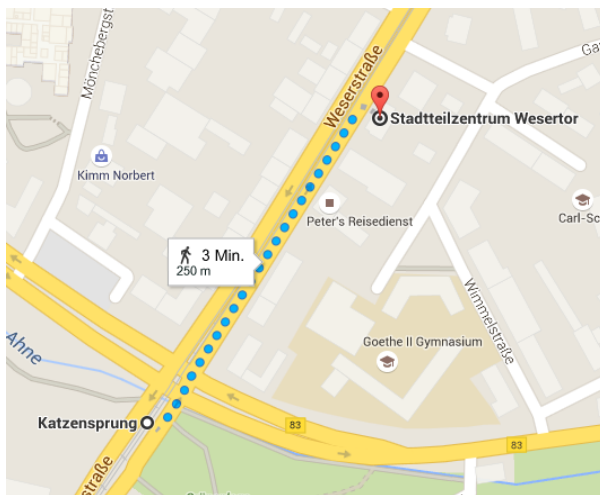 Mönchebergst
Weserstraße
Ga
Stadtteilzentrum Wesertor
Kimm Norbert
Peter's Reisedienst
Carl-Sc
3 Min.
250 m
Wimmelstraße
Goethe II Gymnasium
Ahne
Katzensprung
83
83
straße